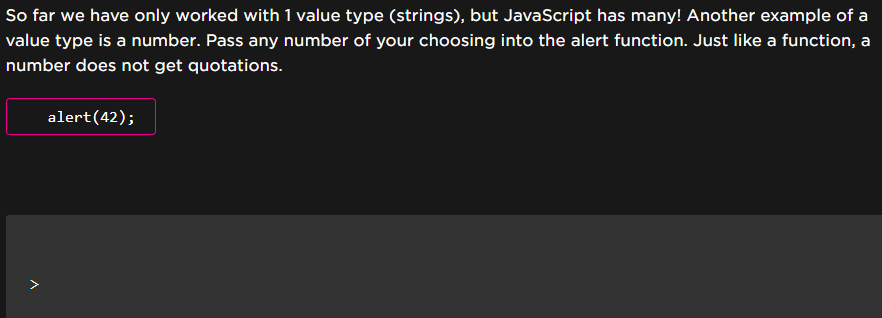 So far we have only worked with 1 value type (strings), but JavaScript has many! Another example of a
value type is a number. Pass any number of your choosing into the alert function. Just like a function, a
number does not get quotations.
alert(42);
>